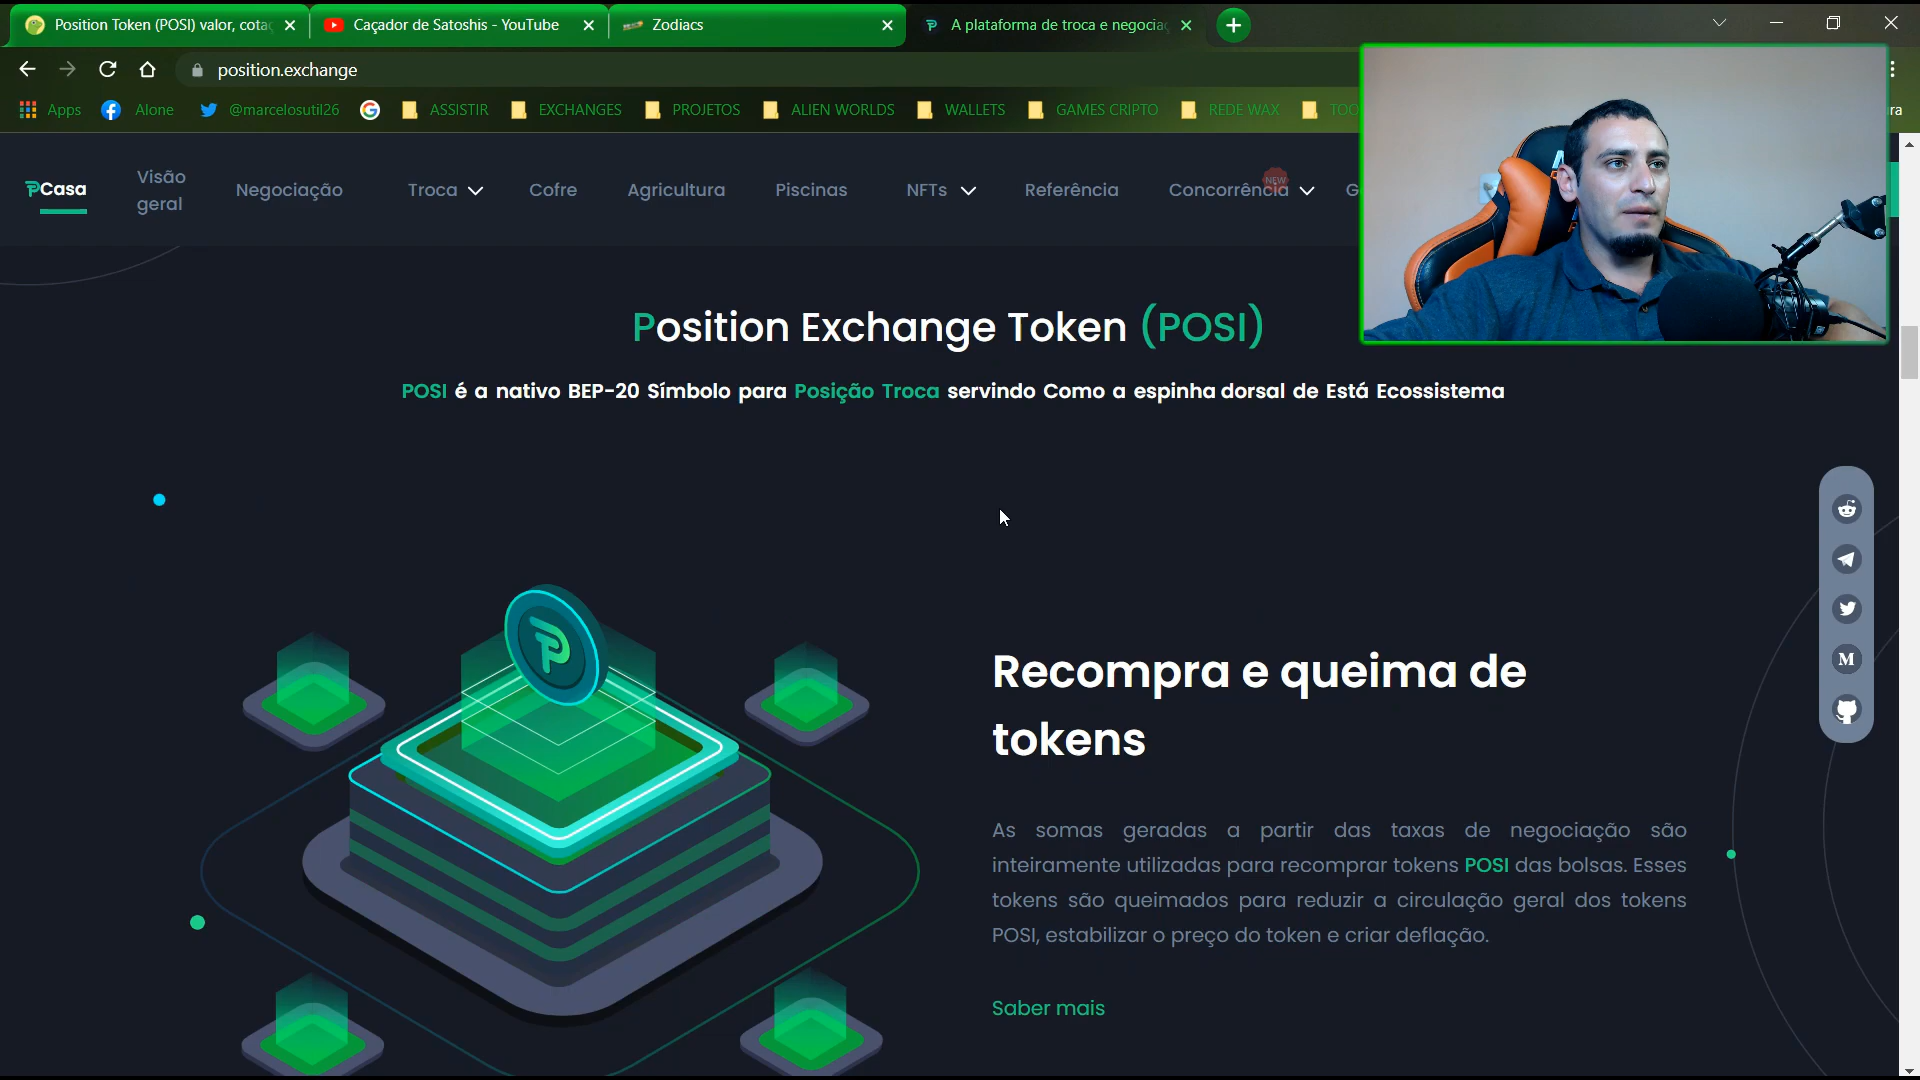 Position Token (POSI) valor, cota
Caçador de Satoshis - YouTube
Zodiacs
A plataforma de troca e negocia
position.exchange
Apps
Alone
@marcelosutil26
ASSISTIR
EXCHANGES
PROJETOS
ALIEN WORLDS
WALLETS
GAMES CRIPTO
REDE WAX
TOO
ra
Casa
Visão geral
Negociação
Troca
Cofre
Agricultura
Piscinas
NFTs
Referência
Concorrência
NEW
G
Position Exchange Token (POSI)
POSI é a nativo BEP-20 Símbolo para Posição Troca servindo Como a espinha dorsal de Está Ecossistema
Recompra e queima de
tokens
As somas geradas a partir das taxas de negociação são
inteiramente utilizadas para recomprar tokens POSI das bolsas. Esses
tokens são queimados para reduzir a circulação geral dos tokens
POSI, estabilizar o preço do token e criar deflação.
Saber mais